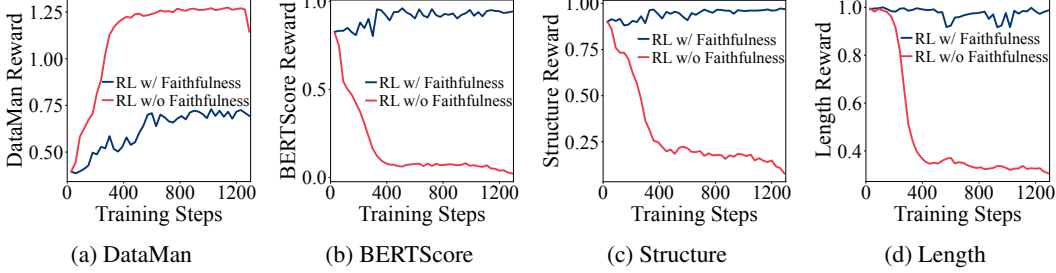 DataMan Reward
1.25
1.00
0.75
0.50
RL w/ Faithfulness
RL w/o Faithfulness
0 400 800 1200
Training Steps
(a) DataMan
BERTScore Reward
1.0
0.5
0.0
RL w/ Faithfulness
RL w/o Faithfulness
0 400 800 1200
Training Steps
(b) BERTScore
Structure Reward
1.00
0.75
0.50
0.25
RL w/ Faithfulness
RL w/o Faithfulness
0 400 800 1200
Training Steps
(c) Structure
Length Reward
1.0
0.8
0.6
0.4
RL w/ Faithfulness
RL w/o Faithfulness
0 400 800 1200
Training Steps
(d) Length